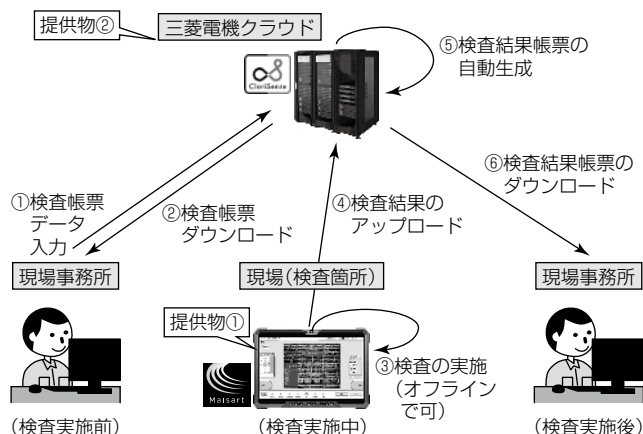 提供物②
三菱電機クラウド
ClariSense
⑤検査結果帳票の
自動生成
①検査帳票
データ
入力
②検査帳票
ダウンロード
④検査結果の
アップロード
⑥検査結果帳票の
ダウンロード
現場事務所
現場(検査箇所)
現場事務所
提供物①
Maisart
③検査の実施
(オフライン
で可)
(検査実施前)
(検査実施中)
(検査実施後)